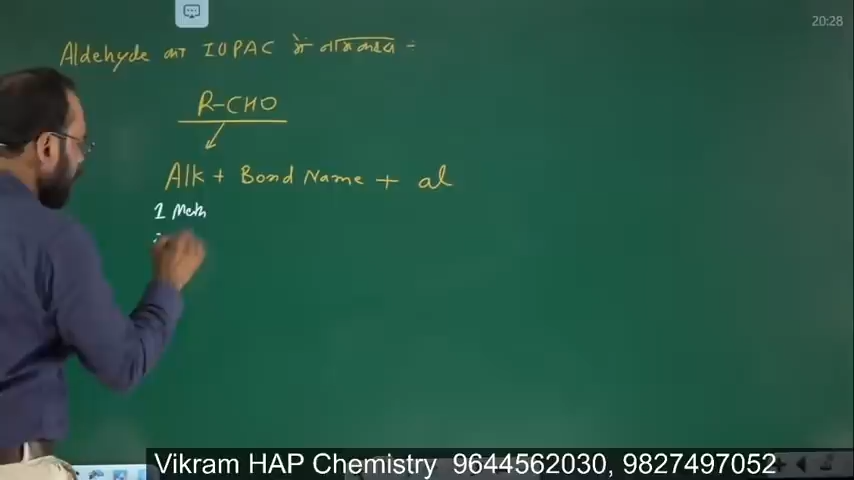 20:28
Aldehyde का IUPAC में नामकरण :-
R-CHO
Alk + Bond Name + al
1 Meth
Vikram HAP Chemistry 9644562030, 9827497052